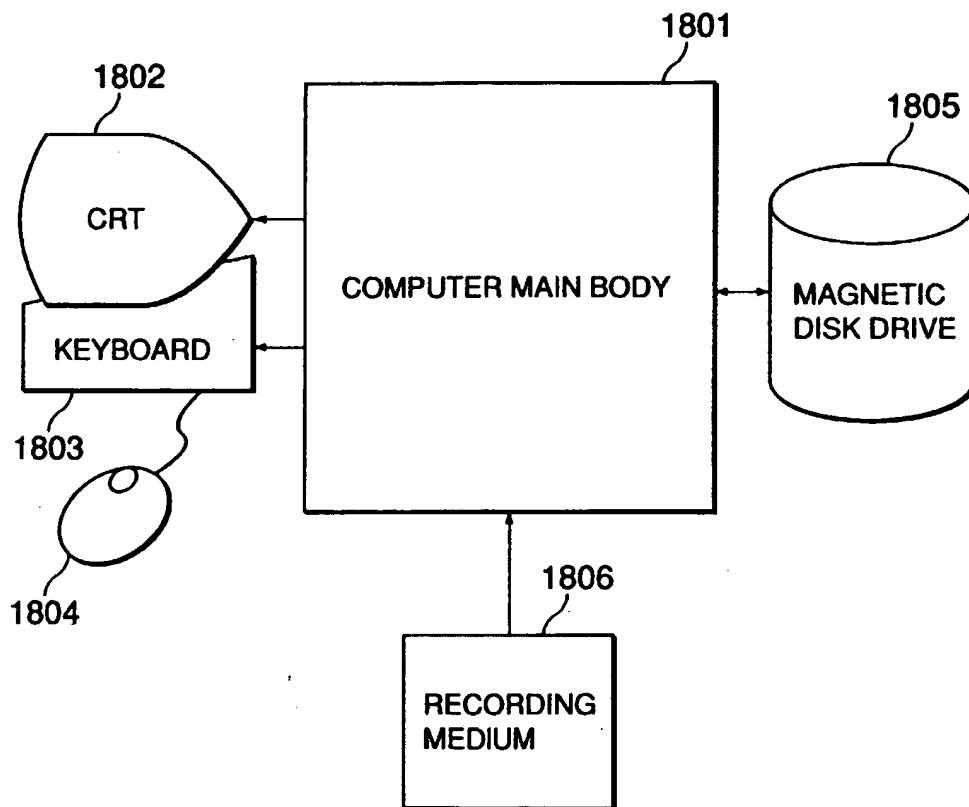 1801
1802
1805
CRT
COMPUTER MAIN BODY
MAGNETIC
DISK DRIVE
KEYBOARD
1803
1804
1806
RECORDING
MEDIUM